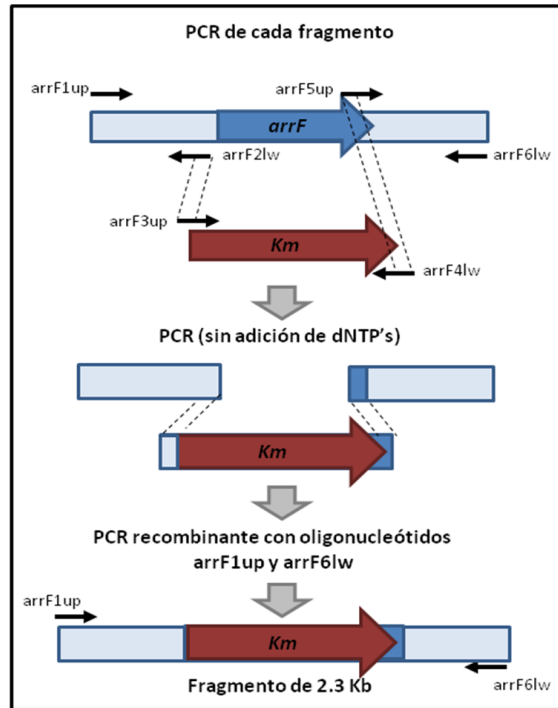 PCR de cada fragmento
arrF1up
arrF5up
arrF
arrF2lw
arrF6lw
arrF3up
Km
arrF4lw
PCR (sin adición de dNTP's)
Km
PCR recombinante con oligonucleótidos
arrF1up y arrF6lw
arrF1up
Km
Fragmento de 2.3 Kb
arrF6lw